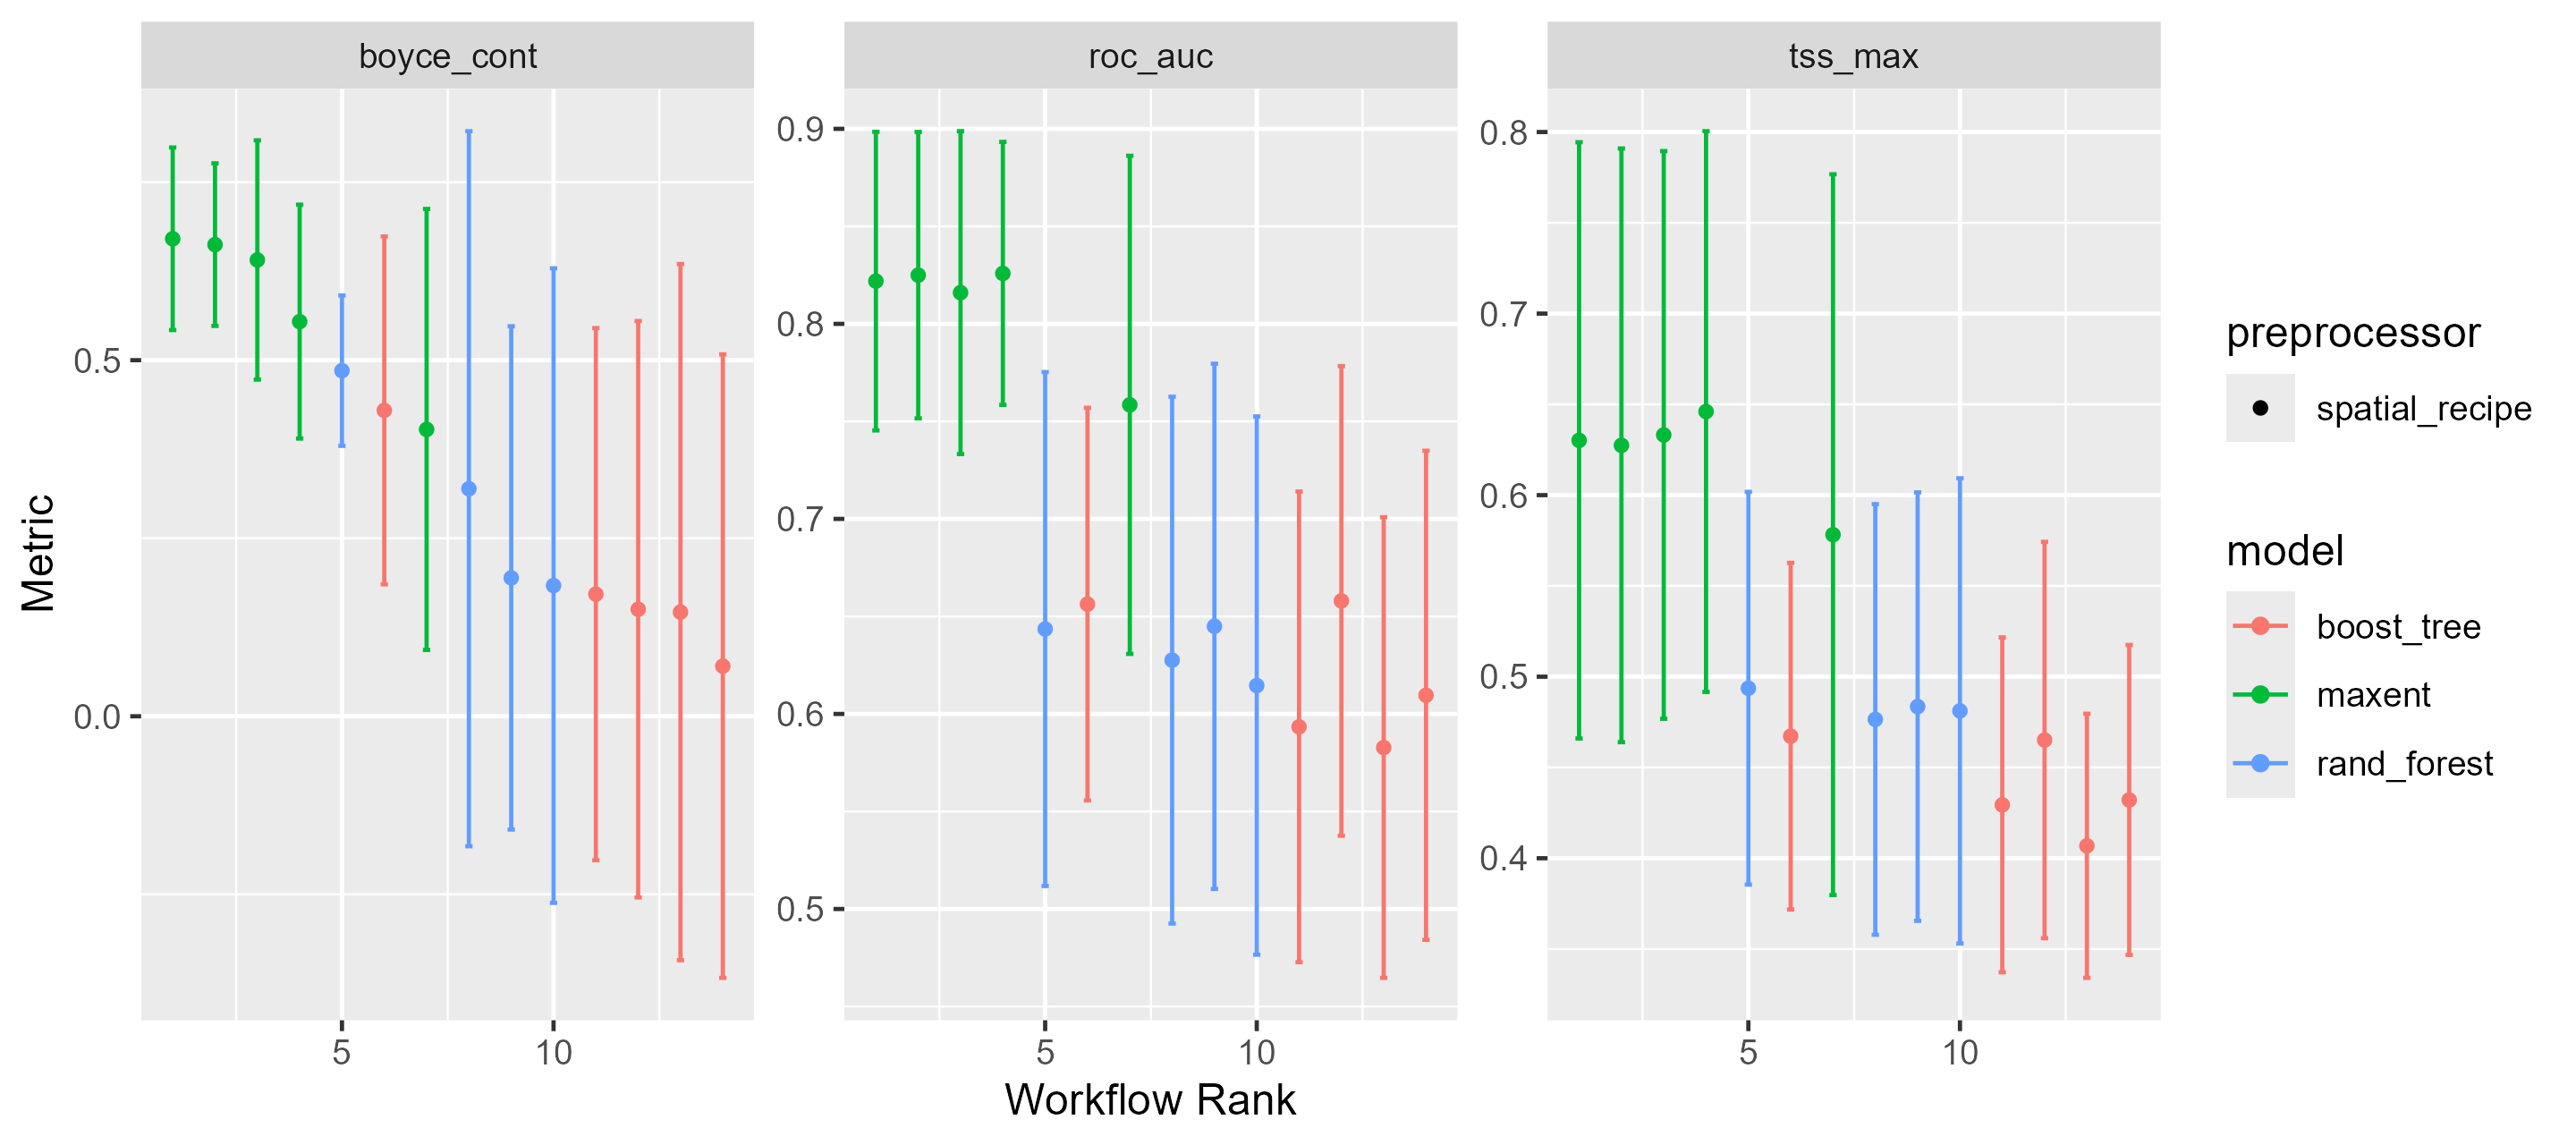 boyce_cont
roc_auc
tss_max
Metric
0.5
0.0
0.9
0.8
0.7
0.6
0.5
0.8
0.7
0.6
0.5
0.4
5
10
5
10
5
10
Workflow Rank
preprocessor
spatial_recipe
model
boost_tree
maxent
rand_forest